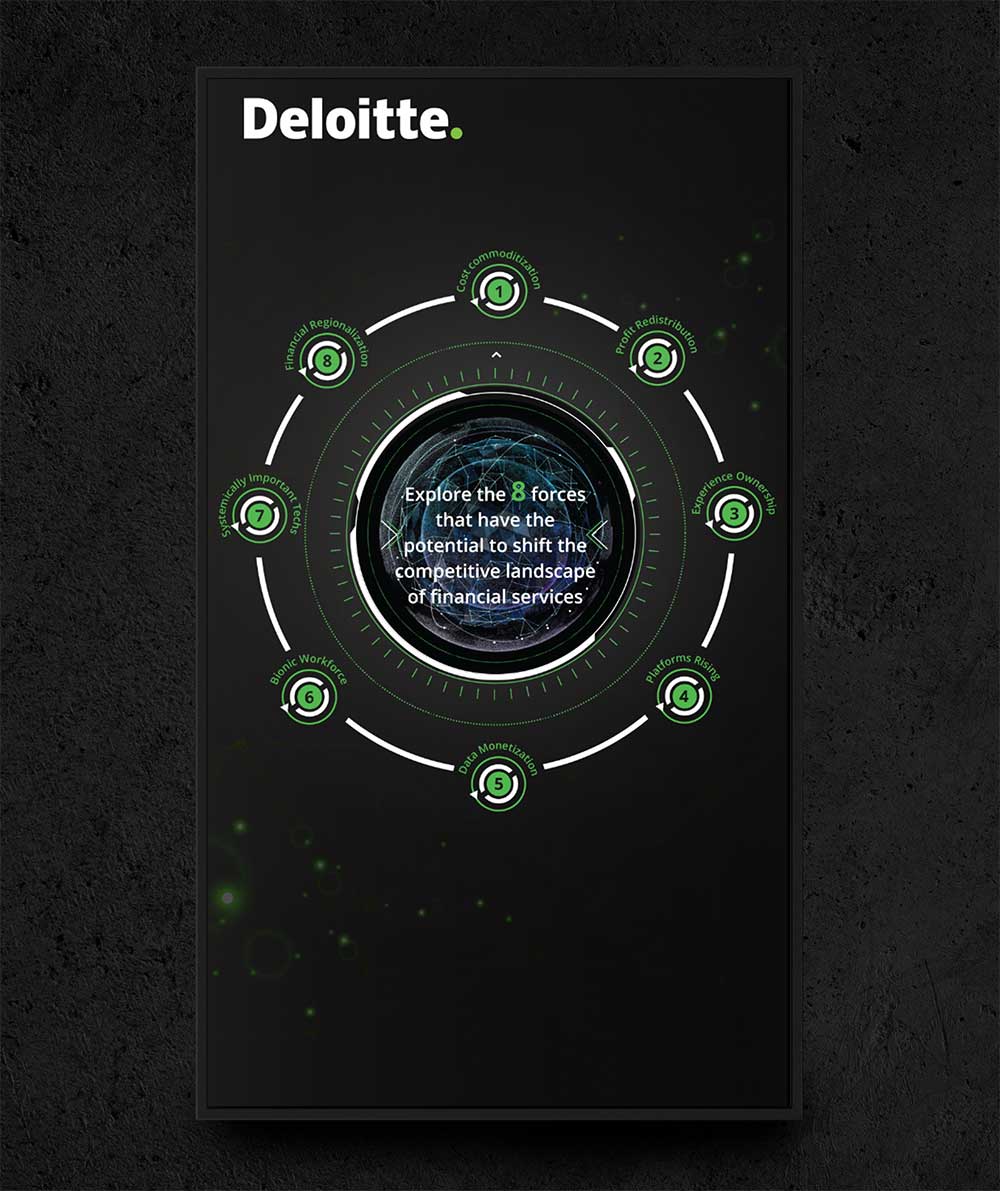 Deloitte.
Cost commoditization
1
Profit Redistribution
2
Experience Ownership
3
Platforms Rising
4
Data Monetization
5
Bionic Workforce
6
Systemically Important Techs
7
Financial Regionalization
8
Explore the 8 forces
that have the
potential to shift the
competitive landscape
of financial services